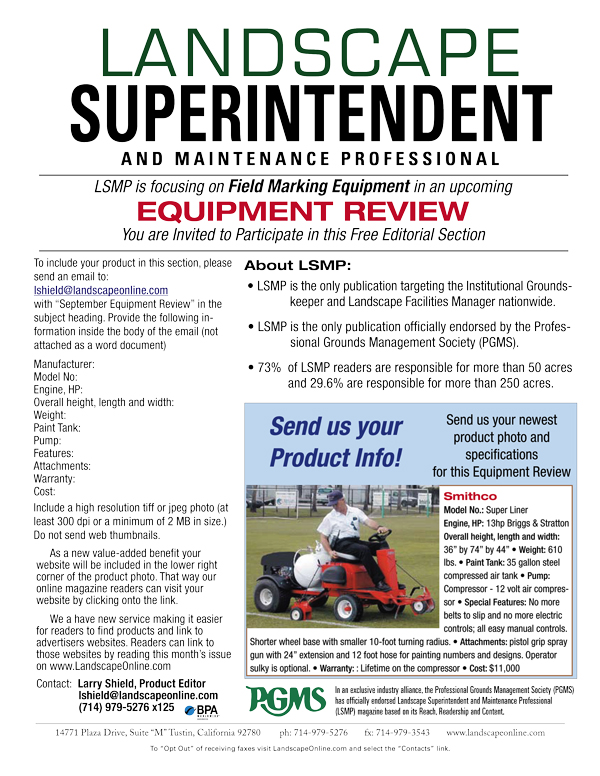 LANDSCAPE
SUPERINTENDENT
AND MAINTENANCE PROFESSIONAL
LSMP is focusing on Field Marking Equipment in an upcoming
EQUIPMENT REVIEW
You are Invited to Participate in this Free Editorial Section
To include your product in this section, please
send an email to:
lshield@landscapeonline.com
with “September Equipment Review” in the
subject heading. Provide the following in-
formation inside the body of the email (not
attached as a word document)
Manufacturer:
Model No:
Engine, HP:
Overall height, length and width:
Weight:
Paint Tank:
Pump:
Features:
Attachments:
Warranty:
Cost:
Include a high resolution tiff or jpeg photo (at
least 300 dpi or a minimum of 2 MB in size.)
Do not send web thumbnails.
As a new value-added benefit your
website will be included in the lower right
corner of the product photo. That way our
online magazine readers can visit your
website by clicking onto the link.
We a have new service making it easier
for readers to find products and link to
advertisers websites. Readers can link to
those websites by reading this month’s issue
on www.LandscapeOnline.com
Contact: Larry Shield, Product Editor
lshield@landscapeonline.com
(714) 979-5276 x125
BPA
WORLDWIDE
About LSMP:
• LSMP is the only publication targeting the Institutional Grounds-
keeper and Landscape Facilities Manager nationwide.
• LSMP is the only publication officially endorsed by the Profes-
sional Grounds Management Society (PGMS).
• 73% of LSMP readers are responsible for more than 50 acres
and 29.6% are responsible for more than 250 acres.
Send us your
Product Info!
Send us your newest
product photo and
specifications
for this Equipment Review
Smithco
Model No.: Super Liner
Engine, HP: 13hp Briggs & Stratton
Overall height, length and width:
36” by 74” by 44” • Weight: 610
lbs. • Paint Tank: 35 gallon steel
compressed air tank • Pump:
Compressor - 12 volt air compres-
sor • Special Features: No more
belts to slip and no more electric
controls; all easy manual controls.
Shorter wheel base with smaller 10-foot turning radius. • Attachments: pistol grip spray
gun with 24” extension and 12 foot hose for painting numbers and designs. Operator
sulky is optional. • Warranty: : Lifetime on the compressor • Cost: $11,000
PGMS
In an exclusive industry alliance, the Professional Grounds Management Society (PGMS)
has officially endorsed Landscape Superintendent and Maintenance Professional
(LSMP) magazine based on its Reach, Readership and Content.
14771 Plaza Drive, Suite “M” Tustin, California 92780 ph: 714-979-5276 fx: 714-979-3543 www.landscapeonline.com
To “Opt Out” of receiving faxes visit LandscapeOnline.com and select the “Contacts” link.